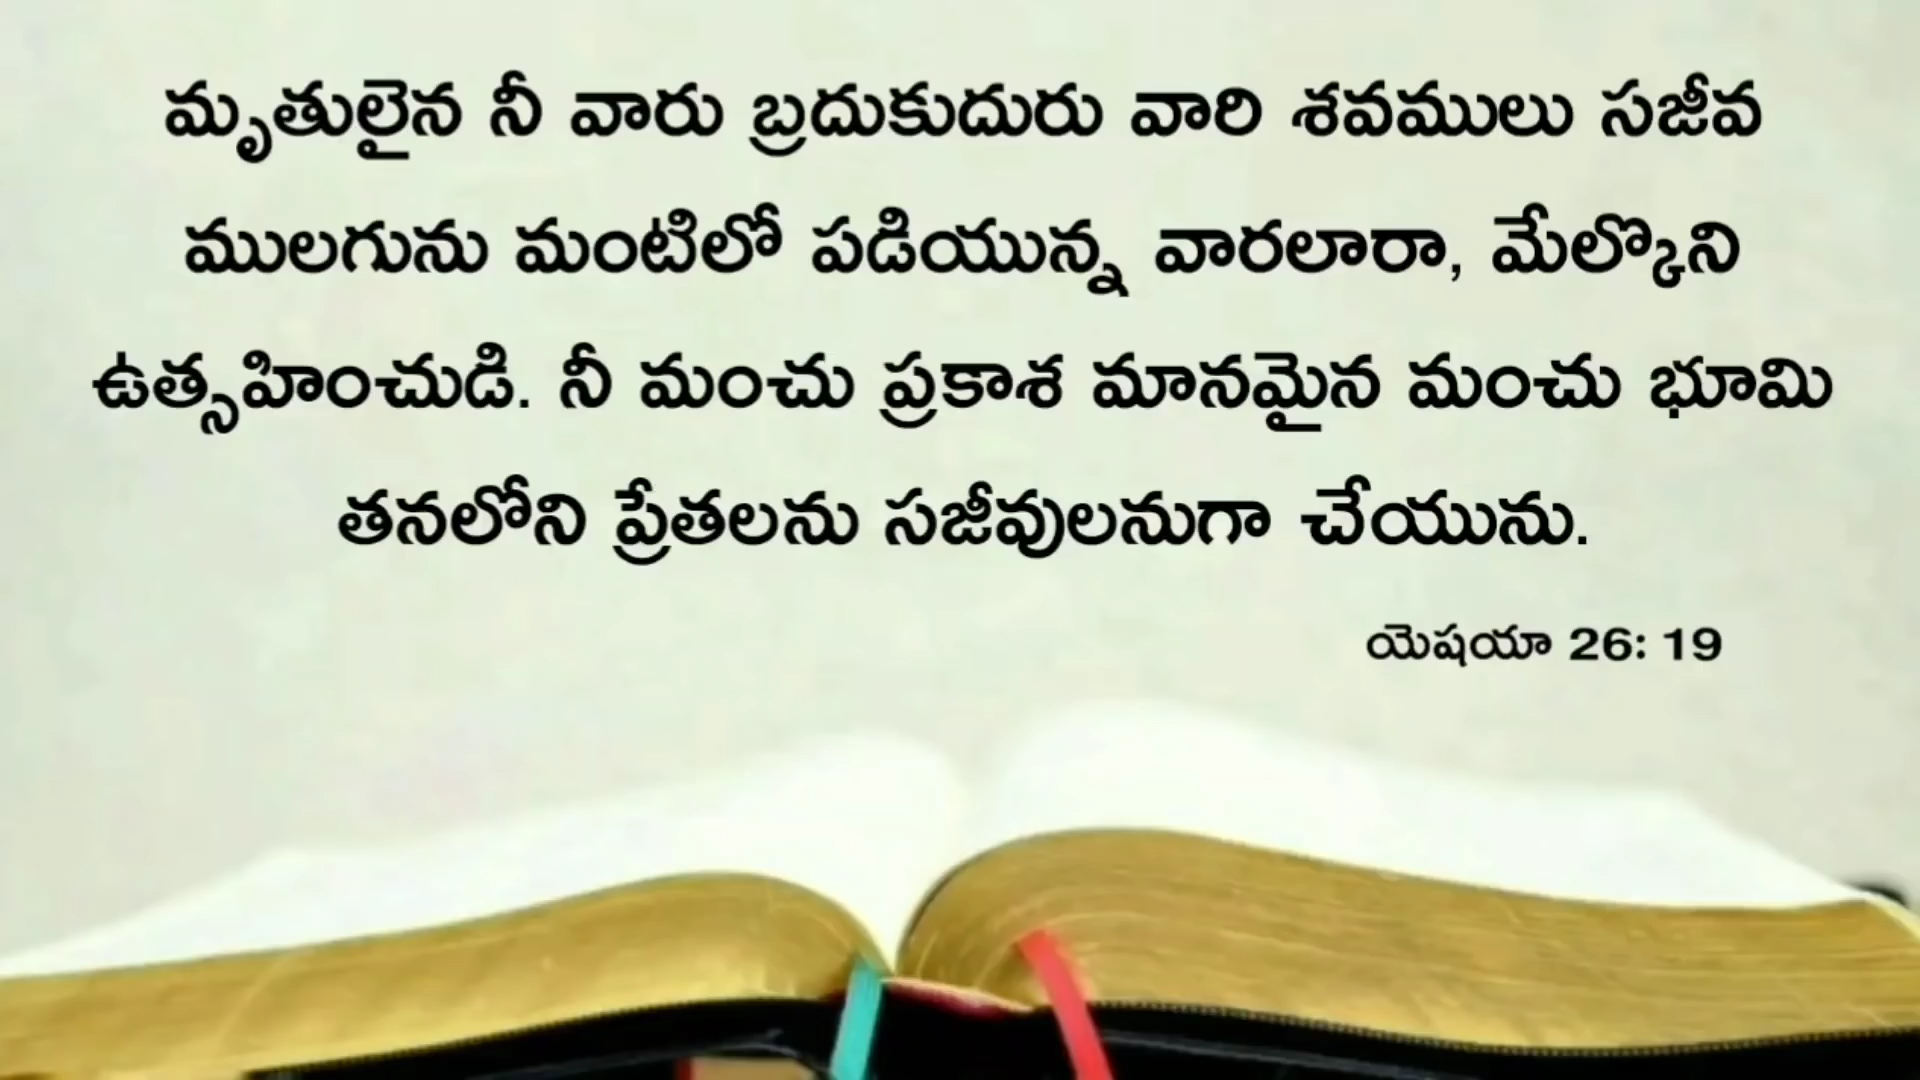 మృతులైన నీ వారు బ్రదుకుదురు వారి శవములు సజీవ
ములగును మంటిలో పడియున్న వారలారా, మేల్కొని
ఉత్సహించుడి. నీ మంచు ప్రకాశ మానమైన మంచు భూమి
తనలోని ప్రేతలను సజీవులనుగా చేయును.
యెషయా 26: 19